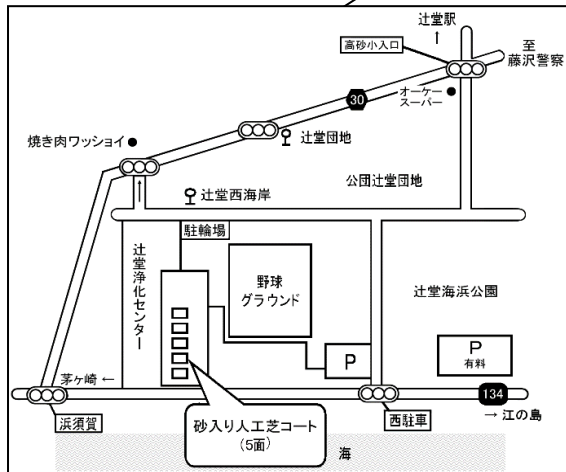 辻堂駅
↑
高砂小入口
至
藤沢警察
オーケー
スーパー
30
焼き肉ワッショイ
辻堂団地
公団辻堂団地
辻堂西海岸
駐輪場
辻堂浄化センター
野球
グラウンド
辻堂海浜公園
P
P
有料
茅ヶ崎 ←
134
→ 江の島
浜須賀
西駐車
砂入り人工芝コート
(5面)
海